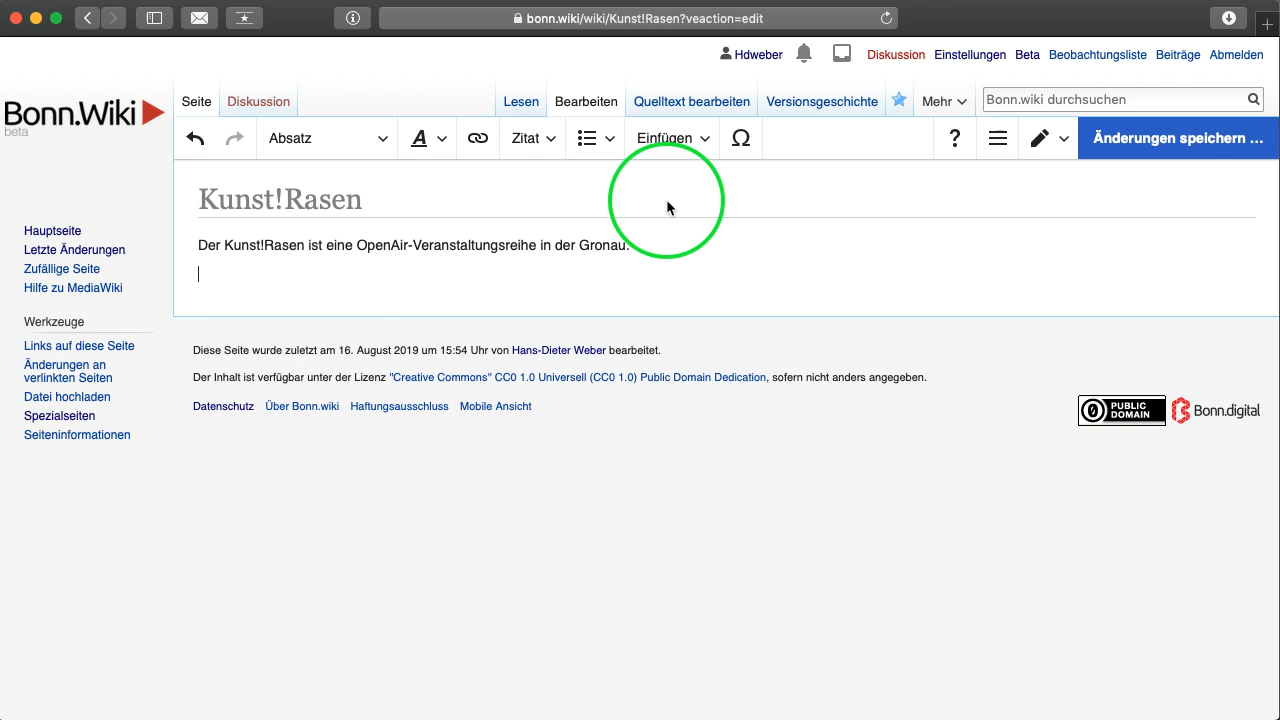 bonn.wiki/wiki/Kunst!Rasen?veaction=edit
Hdweber Diskussion Einstellungen Beta Beobachtungsliste Beiträge Abmelden
Bonn.Wiki
beta
Seite Diskussion Lesen Bearbeiten Quelltext bearbeiten Versionsgeschichte Mehr Bonn.wiki durchsuchen
Absatz A Zitat Einfügen Ω ? Änderungen speichern ...
Kunst!Rasen
Der Kunst!Rasen ist eine OpenAir-Veranstaltungsreihe in der Gronau.
Hauptseite
Letzte Änderungen
Zufällige Seite
Hilfe zu MediaWiki
Werkzeuge
Links auf diese Seite
Änderungen an
verlinkten Seiten
Datei hochladen
Spezialseiten
Seiteninformationen
Diese Seite wurde zuletzt am 16. August 2019 um 15:54 Uhr von Hans-Dieter Weber bearbeitet.
Der Inhalt ist verfügbar unter der Lizenz "Creative Commons" CC0 1.0 Universell (CC0 1.0) Public Domain Dedication, sofern nicht anders angegeben.
Datenschutz Über Bonn.wiki Haftungsausschluss Mobile Ansicht
PUBLIC
DOMAIN
Bonn.digital